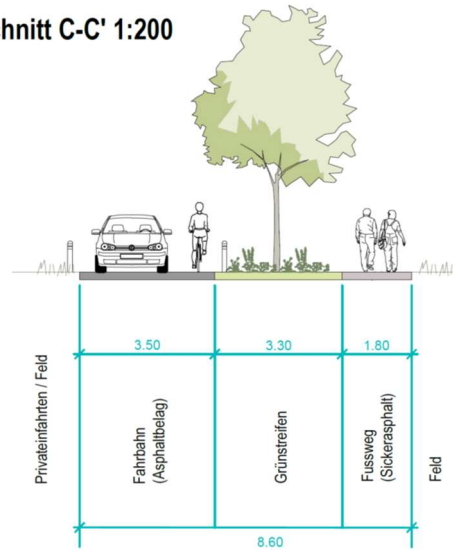 hnitt C-C' 1:200
3.50
3.30
1.80
Privateinfahrten / Feld
Fahrbahn
(Asphaltbelag)
Grünstreifen
Fussweg
(Sickerasphalt)
Feld
8.60